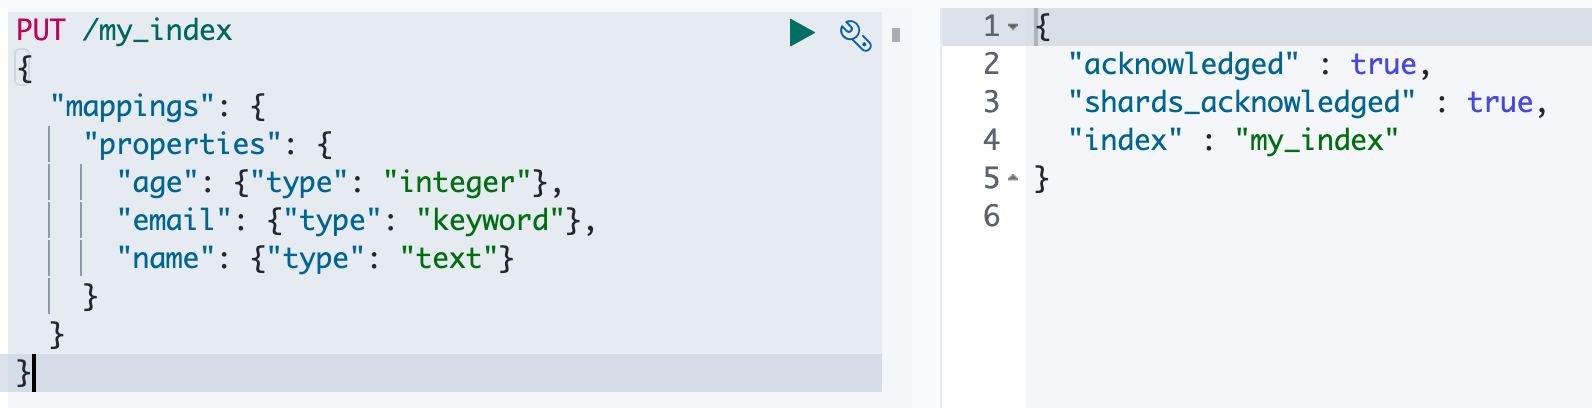 PUT /my_index
{
  "mappings": {
    "properties": {
      "age": {"type": "integer"},
      "email": {"type": "keyword"},
      "name": {"type": "text"}
    }
  }
}
1 {
2   "acknowledged" : true,
3   "shards_acknowledged" : true,
4   "index" : "my_index"
5 }
6